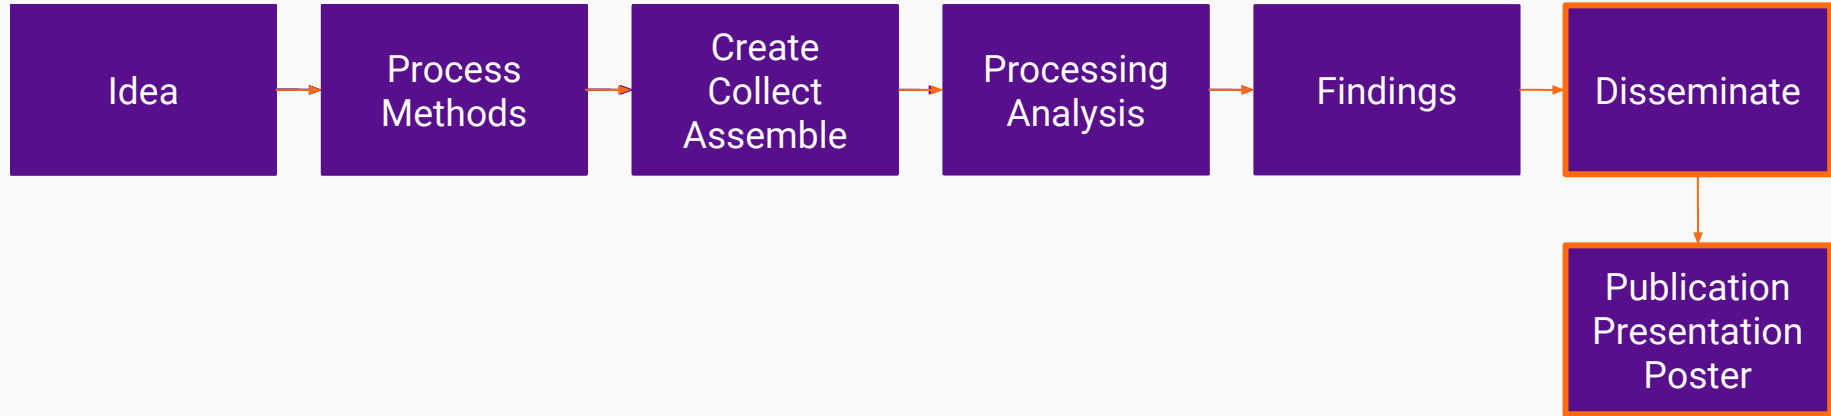 Idea
Process
Methods
Create
Collect
Assemble
Processing
Analysis
Findings
Disseminate
Publication
Presentation
Poster